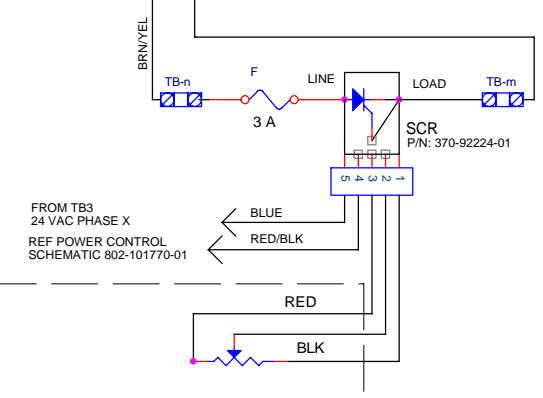 BRN/YEL
TB-n
F
LINE
LOAD
TB-m
3 A
SCR
P/N: 370-92224-01
5 4 3 2 1
FROM TB3
24 VAC PHASE X
BLUE
REF POWER CONTROL
SCHEMATIC 802-101770-01
RED/BLK
RED
BLK